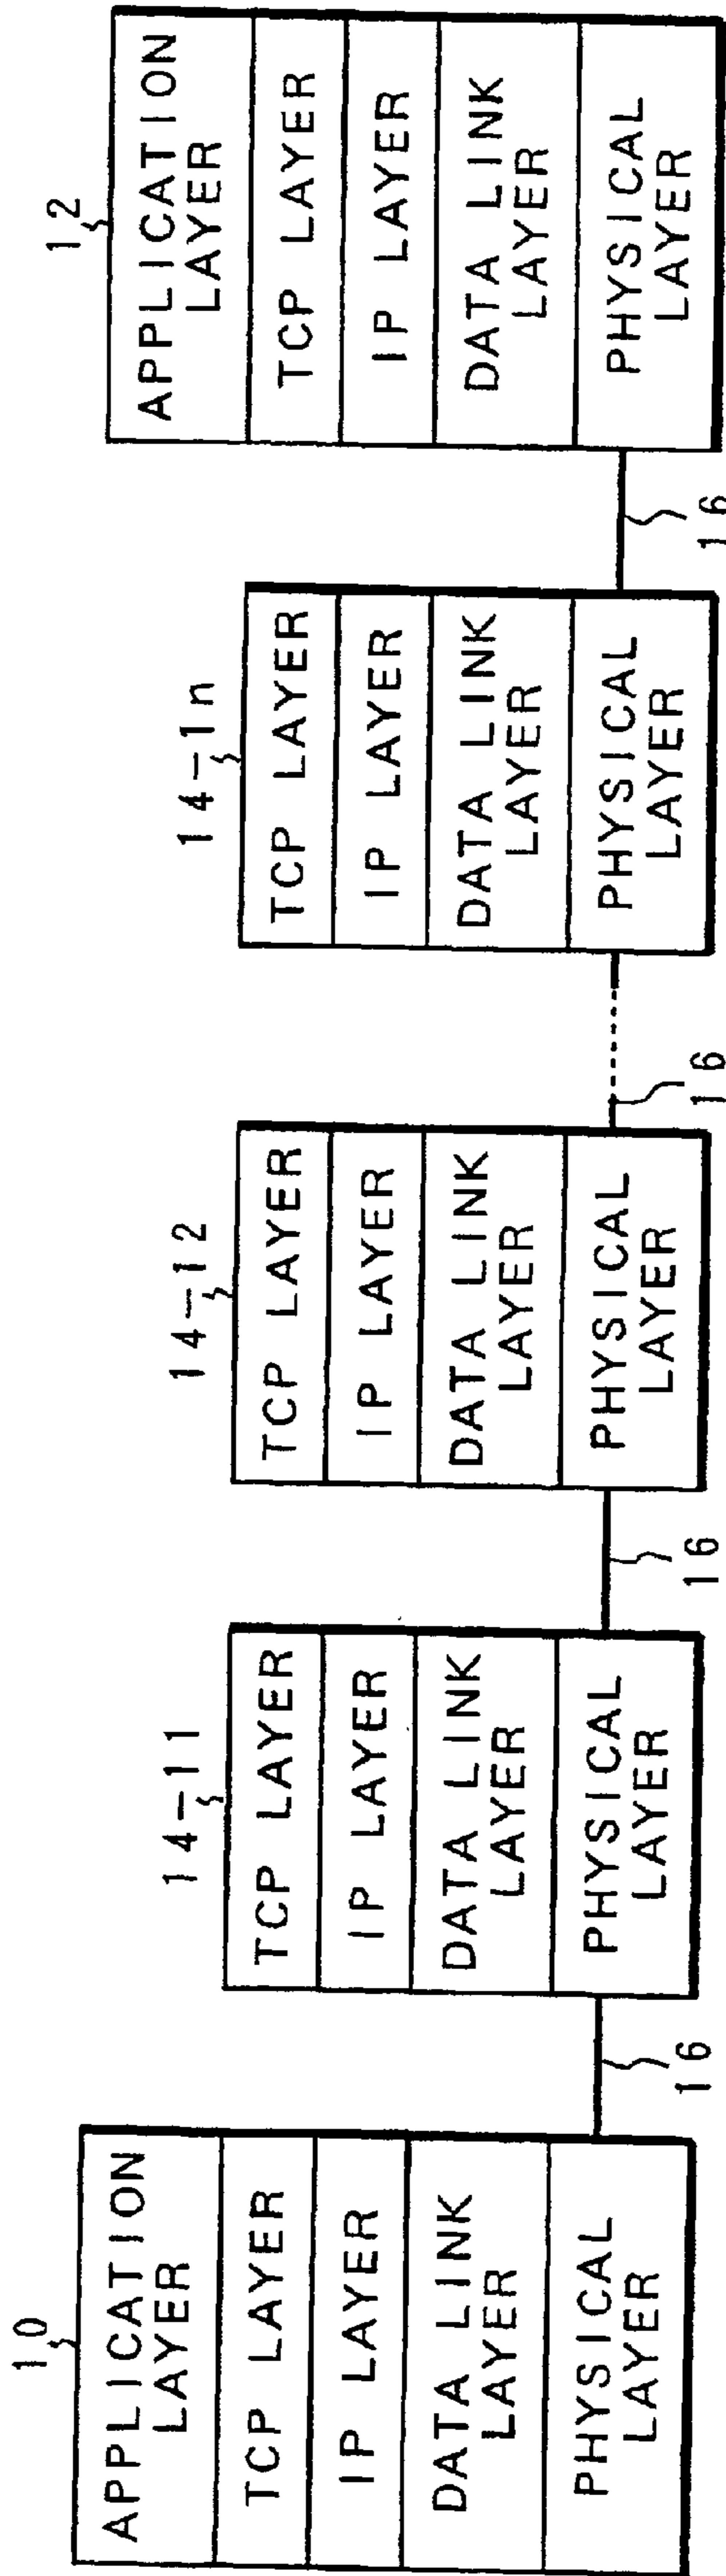 10
APPLICATION
LAYER
TCP LAYER
IP LAYER
DATA LINK
LAYER
PHYSICAL
LAYER
16
14-11
TCP LAYER
IP LAYER
DATA LINK
LAYER
PHYSICAL
LAYER
16
14-12
TCP LAYER
IP LAYER
DATA LINK
LAYER
PHYSICAL
LAYER
16
14-1n
TCP LAYER
IP LAYER
DATA LINK
LAYER
PHYSICAL
LAYER
16
12
APPLICATION
LAYER
TCP LAYER
IP LAYER
DATA LINK
LAYER
PHYSICAL
LAYER